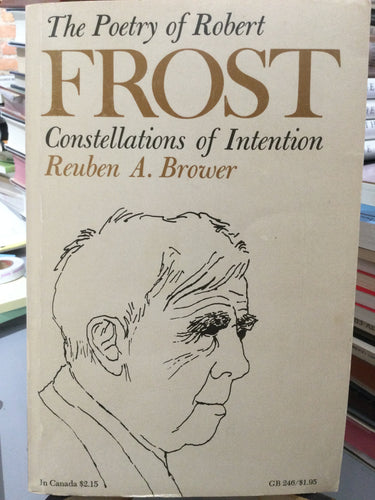 The Poetry of Robert
FROST
Constellations of Intention
Reuben A. Brower
In Canada $2.15
GB 246/$1.95